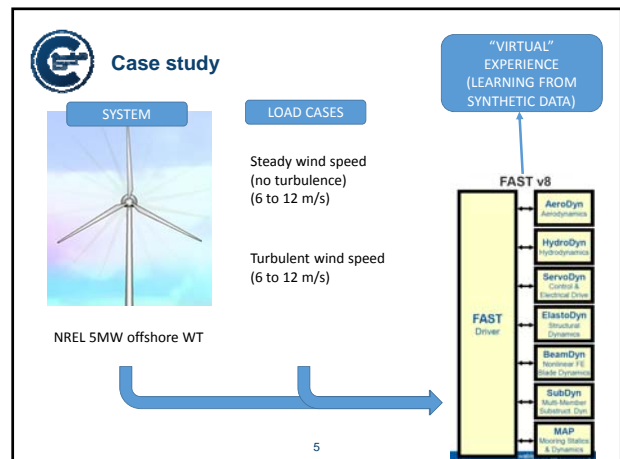 Case study
"VIRTUAL"
EXPERIENCE
(LEARNING FROM
SYNTHETIC DATA)
SYSTEM
LOAD CASES
Steady wind speed
(no turbulence)
(6 to 12 m/s)
Turbulent wind speed
(6 to 12 m/s)
NREL 5MW offshore WT
FAST v8
FAST
Driver
AeroDyn
Aerodynamics
HydroDyn
Hydrodynamics
ServoDyn
Control &
Electrical Drive
ElastoDyn
Structural
Dynamics
BeamDyn
Nonlinear FE
Blade Dynamics
SubDyn
Multi-Member
Substruct Dyn
MAP
Mooring Statics
& Dynamics
5